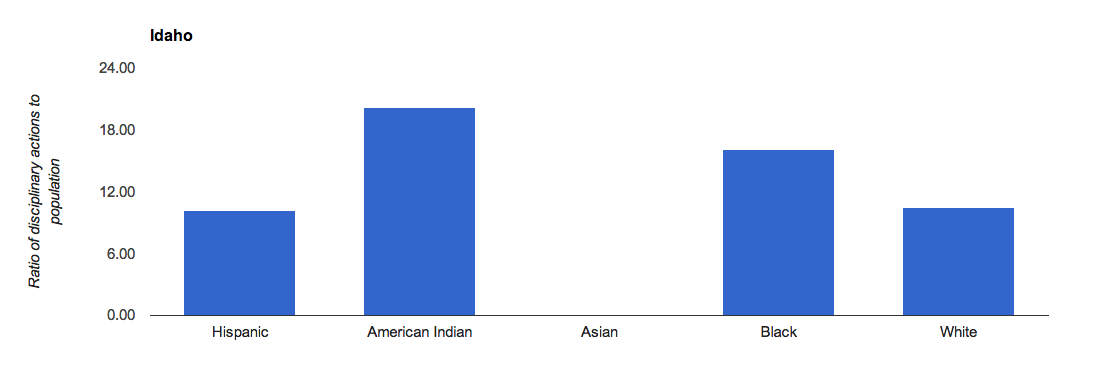 Idaho
Ratio of disciplinary actions to
population
24.00
18.00
12.00
6.00
0.00
Hispanic
American Indian
Asian
Black
White